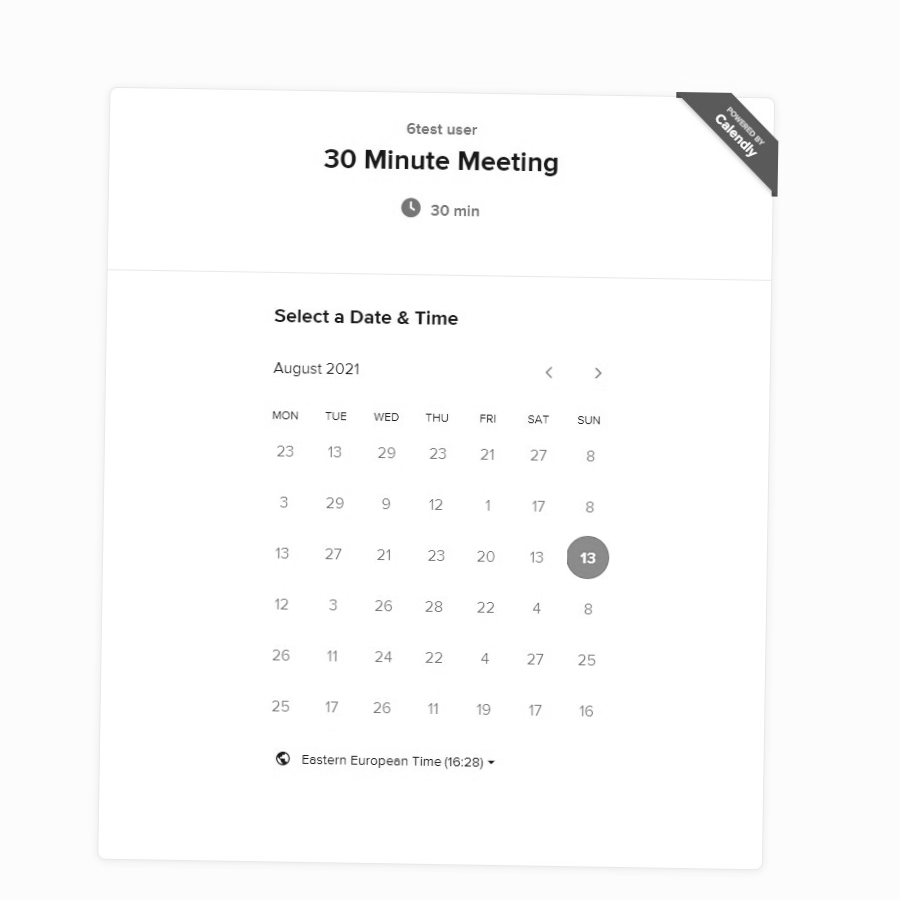 POWERED BY
Calendly
6test user
30 Minute Meeting
30 min
Select a Date & Time
August 2021
MON TUE WED THU FRI SAT SUN
23 13 29 23 21 27 8
3 29 9 12 1 17 8
13 27 21 23 20 13 13
12 3 26 28 22 4 8
26 11 24 22 4 27 25
25 17 26 11 19 17 16
Eastern European Time (16:28)